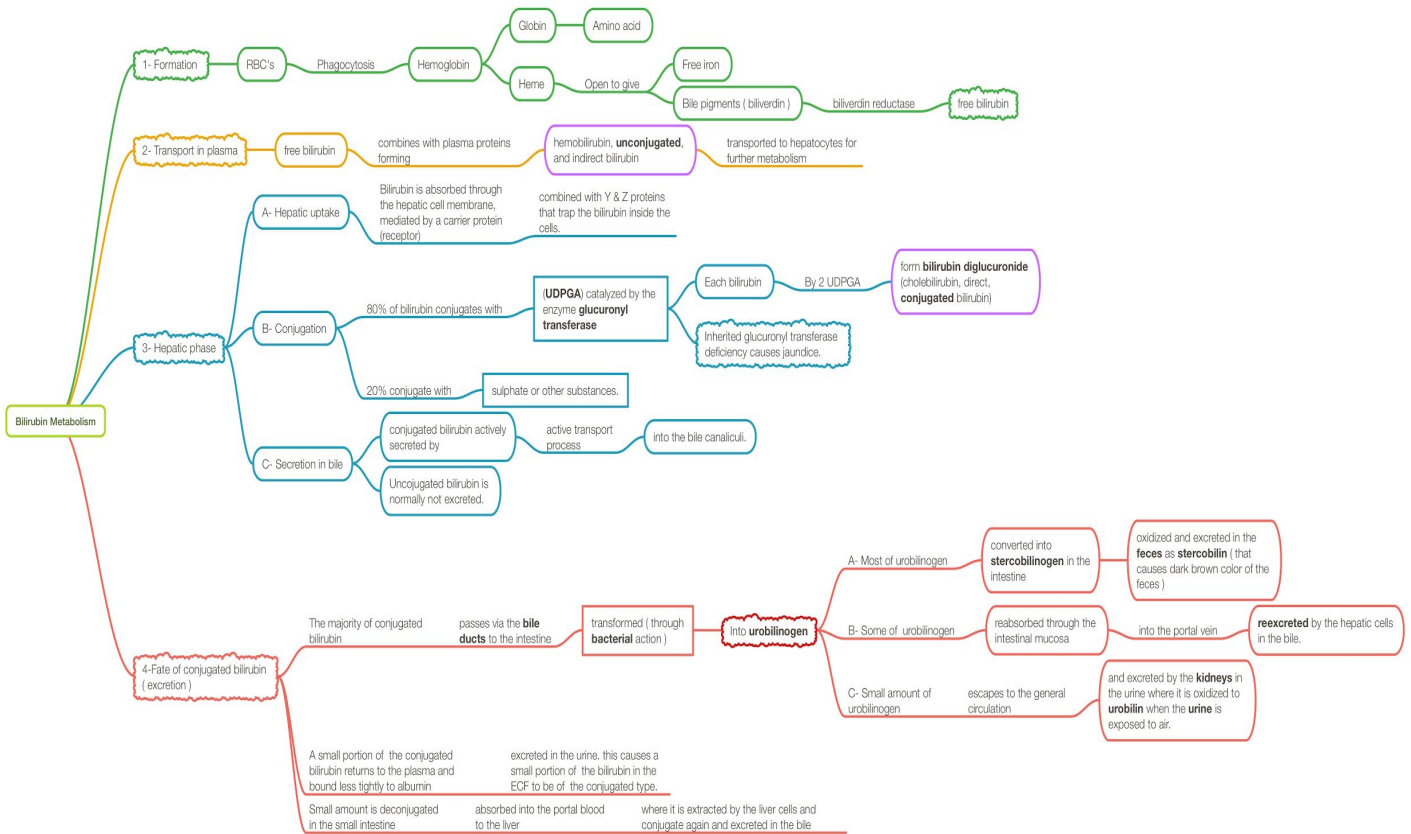 Bilirubin Metabolism
1- Formation
RBC's
Phagocytosis
Hemoglobin
Globin
Amino acid
Heme
Open to give
Free iron
Bile pigments ( biliverdin )
biliverdin reductase
free bilirubin
2- Transport in plasma
free bilirubin
combines with plasma proteins
forming
hemobilirubin, unconjugated,
and indirect bilirubin
transported to hepatocytes for
further metabolism
3- Hepatic phase
A- Hepatic uptake
Bilirubin is absorbed through
the hepatic cell membrane,
mediated by a carrier protein
(receptor)
combined with Y & Z proteins
that trap the bilirubin inside the
cells.
B- Conjugation
80% of bilirubin conjugates with
(UDPGA) catalyzed by the
enzyme glucuronyl
transferase
Each bilirubin
By 2 UDPGA
form bilirubin diglucuronide
(cholebilirubin, direct,
conjugated bilirubin)
Inherited glucuronyl transferase
deficiency causes jaundice.
20% conjugate with
sulphate or other substances.
C- Secretion in bile
conjugated bilirubin actively
secreted by
active transport
process
into the bile canaliculi.
Uncojugated bilirubin is
normally not excreted.
4-Fate of conjugated bilirubin
( excretion )
The majority of conjugated
bilirubin
passes via the bile
ducts to the intestine
transformed ( through
bacterial action )
Into urobilinogen
A- Most of urobilinogen
converted into
stercobilinogen in the
intestine
oxidized and excreted in the
feces as stercobilin ( that
causes dark brown color of the
feces )
B- Some of urobilinogen
reabsorbed through the
intestinal mucosa
into the portal vein
reexcreted by the hepatic cells
in the bile.
C- Small amount of
urobilinogen
escapes to the general
circulation
and excreted by the kidneys in
the urine where it is oxidized to
urobilin when the urine is
exposed to air.
A small portion of the conjugated
bilirubin returns to the plasma and
bound less tightly to albumin
excreted in the urine. this causes a
small portion of the bilirubin in the
ECF to be of the conjugated type.
Small amount is deconjugated
in the small intestine
absorbed into the portal blood
to the liver
where it is extracted by the liver cells and
conjugate again and excreted in the bile